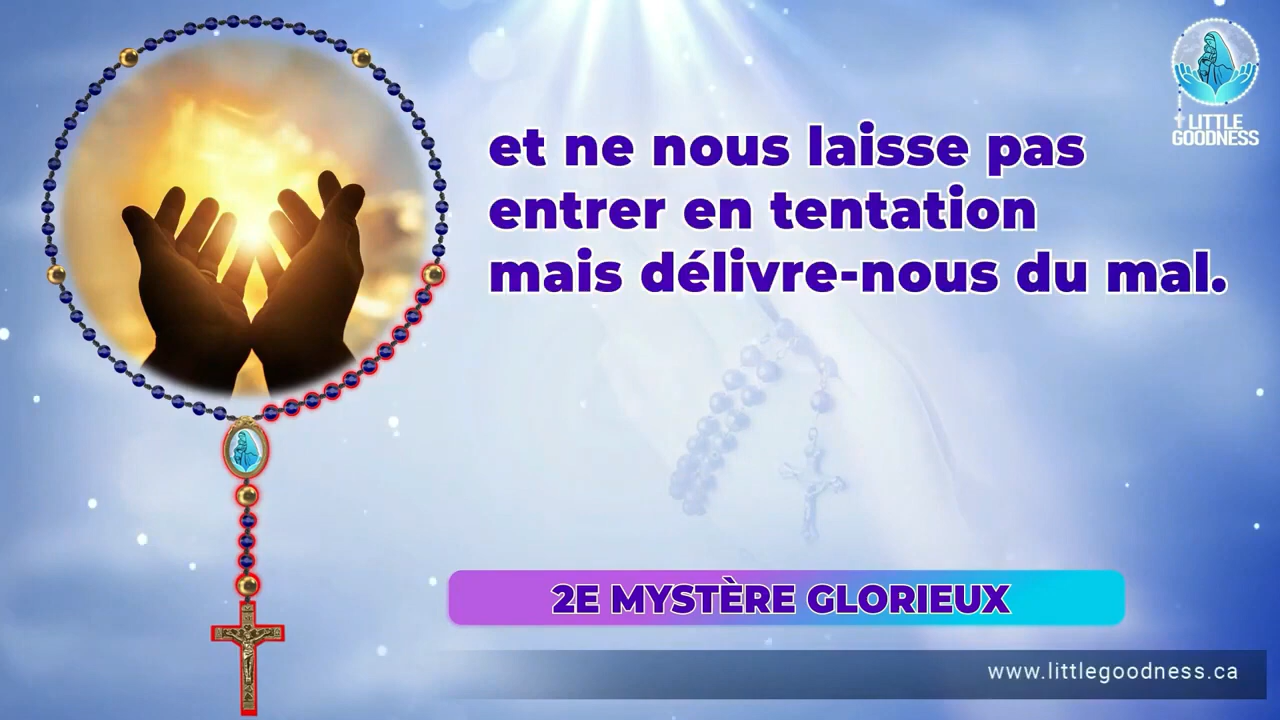 LITTLE
GOODNESS
et ne nous laisse pas
entrer en tentation
mais délivre-nous du mal.
2E MYSTÈRE GLORIEUX
www.littlegoodness.ca